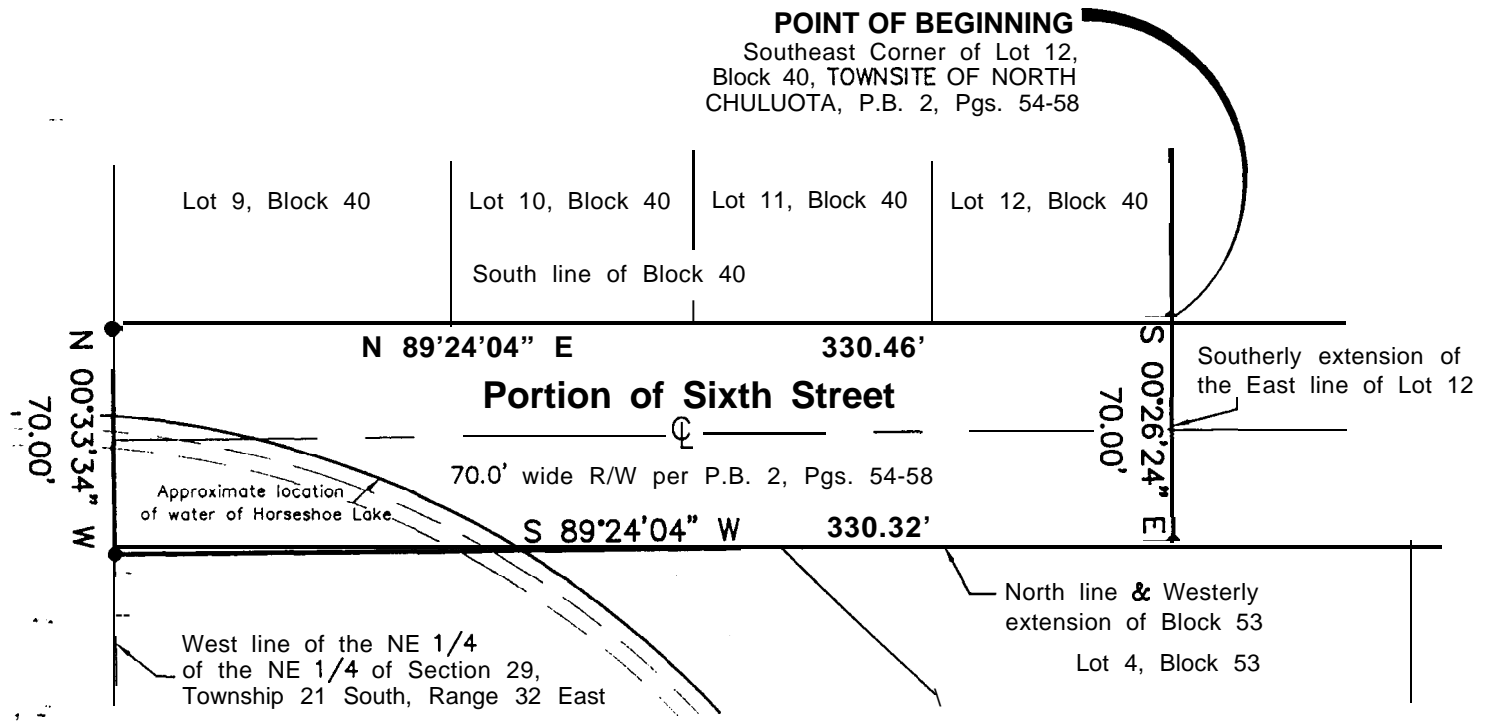 POINT OF BEGINNING
Southeast Corner of Lot 12,
Block 40, TOWNSITE OF NORTH
CHULUOTA, P.B. 2, Pgs. 54-58
Lot 9, Block 40
Lot 10, Block 40
Lot 11, Block 40
Lot 12, Block 40
South line of Block 40
N 89'24'04” E
330.46'
N 00°33'34” W
70.00'
Portion of Sixth Street
℄
70.0' wide R/W per P.B. 2, Pgs. 54-58
S 00°26'24” E
70.00'
Southerly extension of
the East line of Lot 12
Approximate location
of water of Horseshoe Lake
S 89°24'04” W
330.32'
North line & Westerly
extension of Block 53
Lot 4, Block 53
West line of the NE 1/4
of the NE 1/4 of Section 29,
Township 21 South, Range 32 East